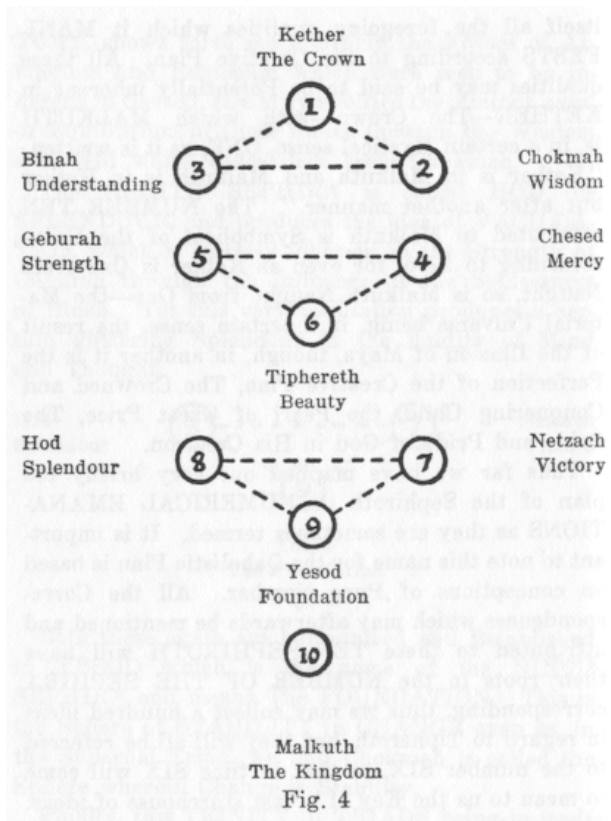 Kether
The Crown
1
Binah
Understanding
3
2
Chokmah
Wisdom
Geburah
Strength
5
4
Chesed
Mercy
6
Tiphereth
Beauty
Hod
Splendour
8
7
Netzach
Victory
9
Yesod
Foundation
10
Malkuth
The Kingdom
Fig. 4